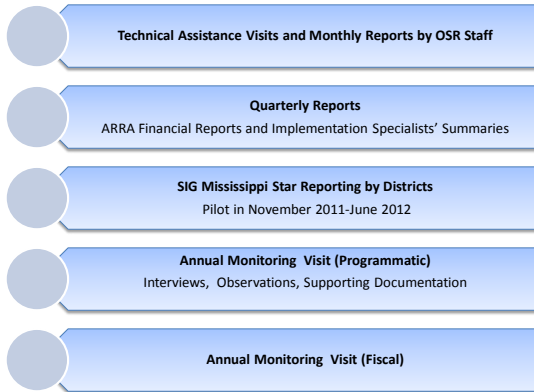 Technical Assistance Visits and Monthly Reports by OSR Staff
Quarterly Reports
ARRA Financial Reports and Implementation Specialists' Summaries
SIG Mississippi Star Reporting by Districts
Pilot in November 2011-June 2012
Annual Monitoring Visit (Programmatic)
Interviews, Observations, Supporting Documentation
Annual Monitoring Visit (Fiscal)